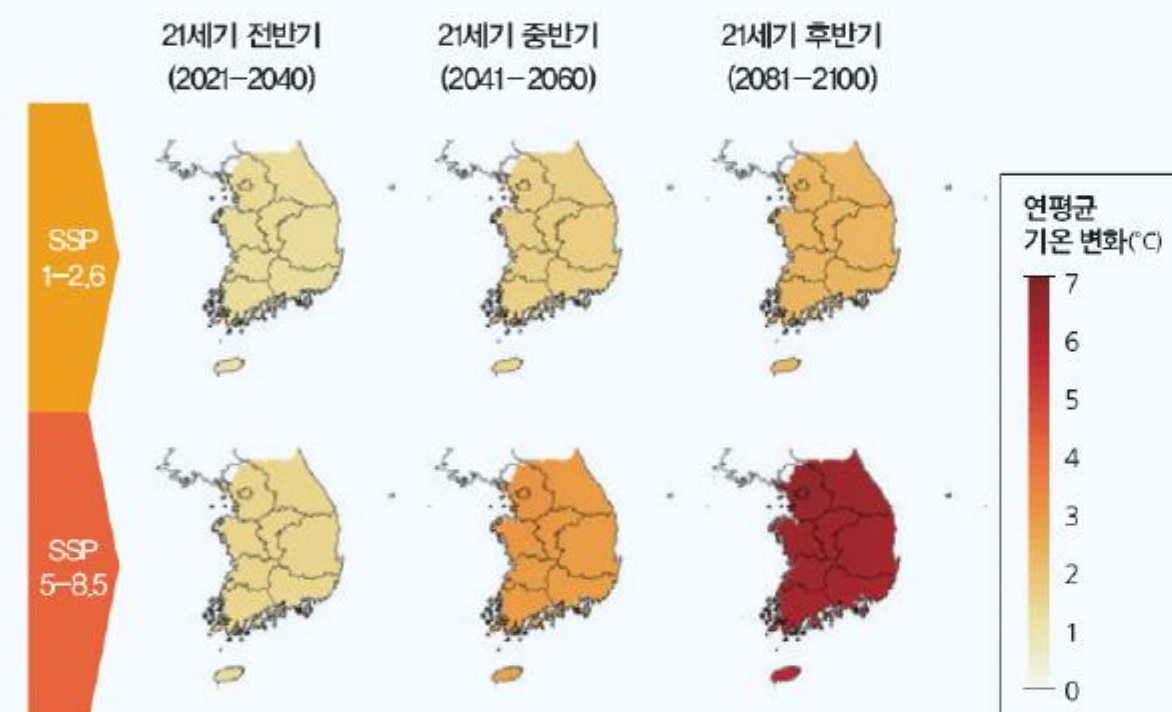 21세기 전반기
(2021-2040)
21세기 중반기
(2041-2060)
21세기 후반기
(2081-2100)
SSP
1-2.6
SSP
5-8.5
연평균
기온 변화(℃)
7
6
5
4
3
2
1
0